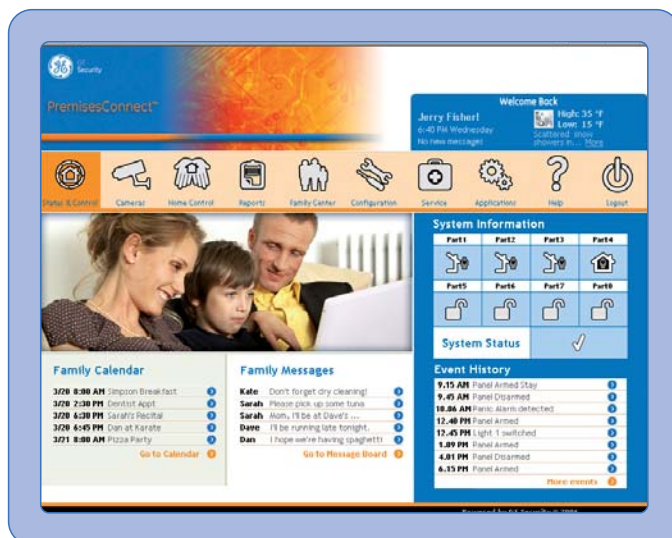 GE
Security
PremisesConnect™
Welcome Back
Jerry Fisher!
6:40 PM Wednesday
No new messages
High: 35 °F
Low: 15 °F
Scattered snow
showers in... More
Status & Control
Cameras
Home Control
Reports
Family Center
Configuration
Service
Applications
Help
Logout
System Information
Part1 Part2 Part3 Part4
Part5 Part6 Part7 Part8
System Status
Family Calendar
3/20 8:00 AM Simpson Breakfast
3/20 2:30 PM Dentist Appt
3/20 6:30 PM Sarah's Recital
3/20 6:45 PM Dan at Karate
3/21 8:00 AM Pizza Party
Go to Calendar
Family Messages
Kate Don't forget dry cleaning!
Sarah Please pick up some tuna
Sarah Mom, I'll be at Dave's ...
Dave I'll be running late tonight.
Dan I hope we're having spaghetti
Go to Message Board
Event History
9.15 AM Panel Armed Stay
9.45 AM Panel Disarmed
10.06 AM Panic Alarm detected
12.40 PM Panel Armed
12.45 PM Light 1 switched
1.09 PM Panel Armed
4.01 PM Panel Disarmed
6.15 PM Panel Armed
More events
Powered by GE Security ©